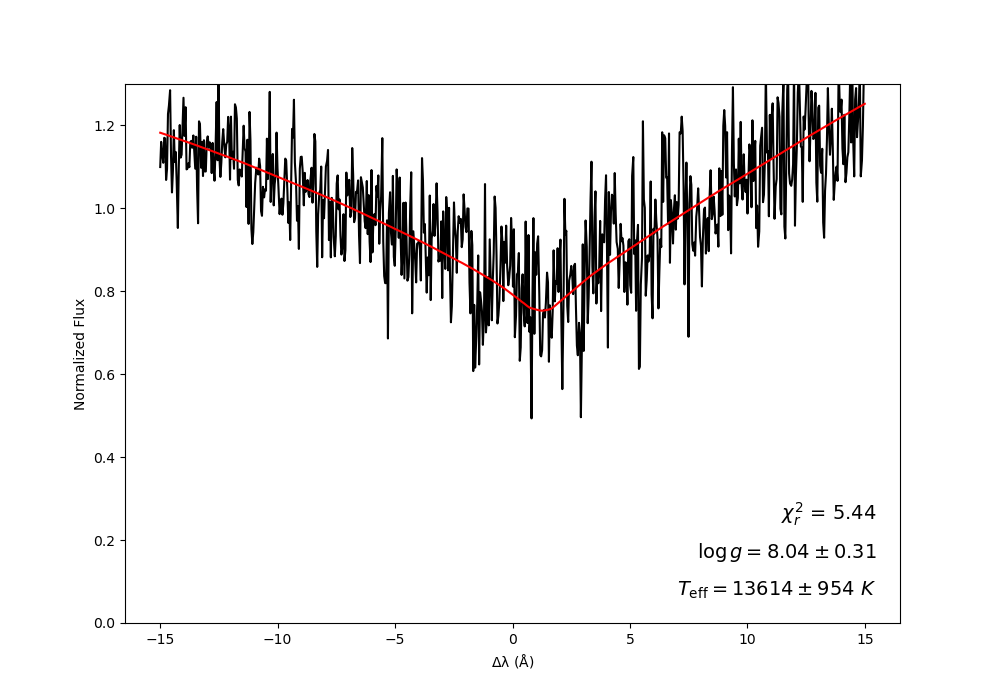 1.2
1.0
0.8
0.6
0.4
0.2
0.0
Normalized Flux
χ²ᵣ = 5.44
log g = 8.04 ± 0.31
T_eff = 13614 ± 954 K
−15 −10 −5 0 5 10 15
Δλ (Å)